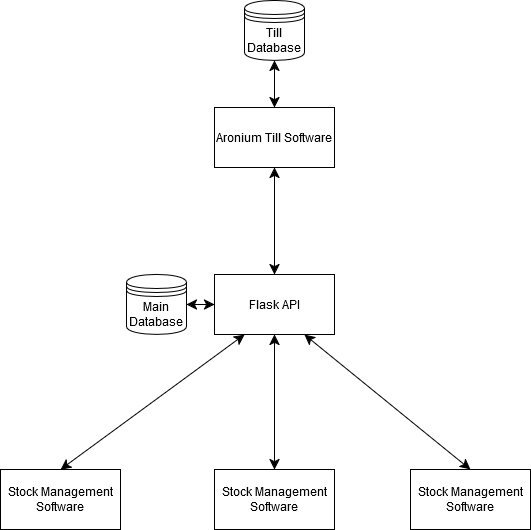 Till
Database
Aronium Till Software
Main
Database
Flask API
Stock Management
Software
Stock Management
Software
Stock Management
Software